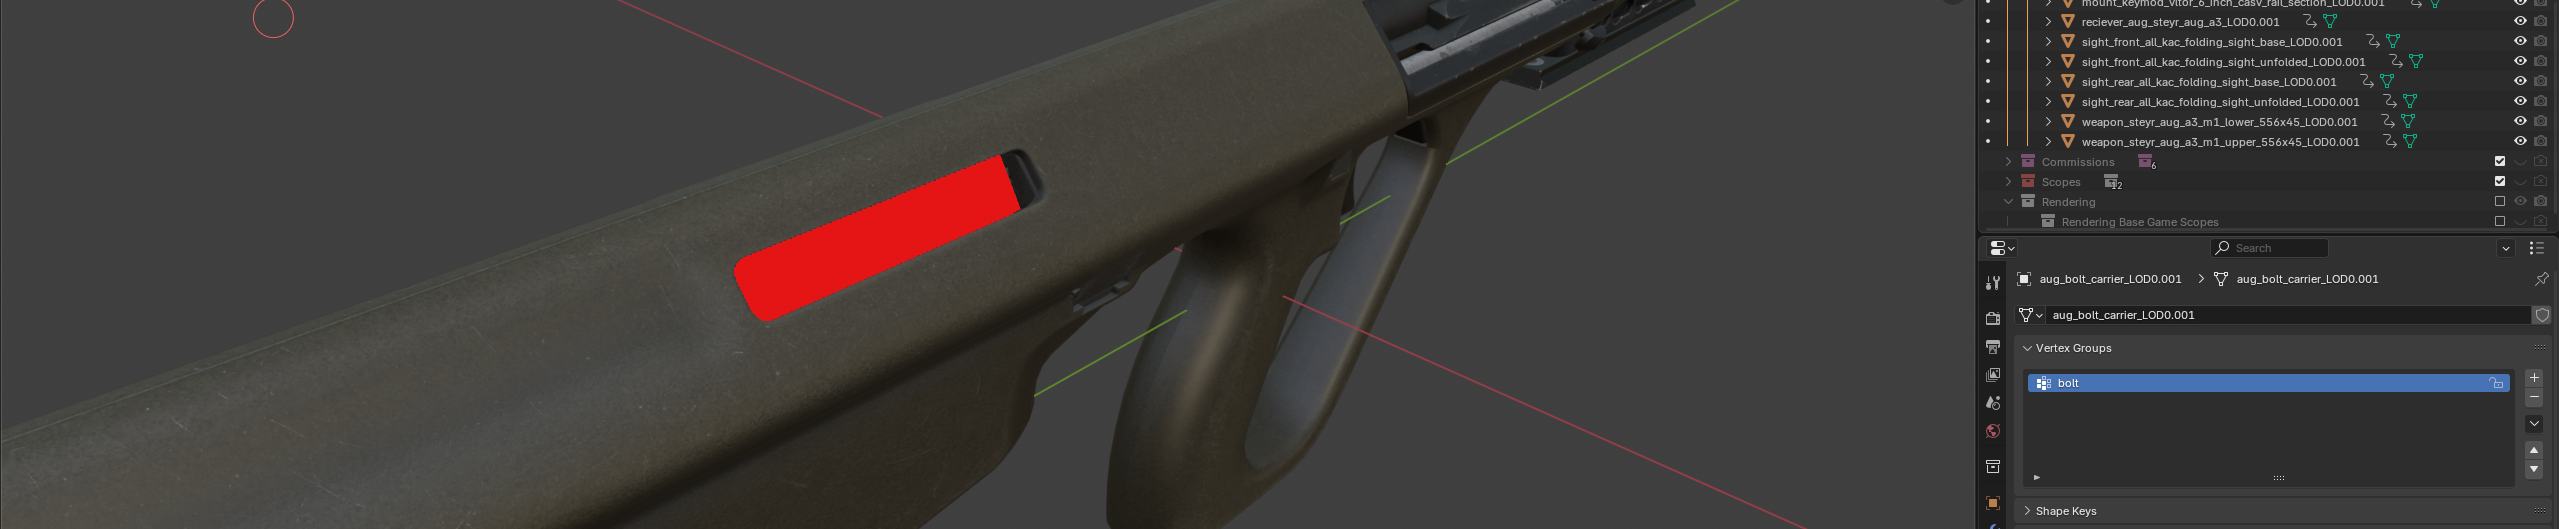 mount_keymod_vltor_6_inch_casv_rail_section_LOD0.001
reciever_aug_steyr_aug_a3_LOD0.001
sight_front_all_kac_folding_sight_base_LOD0.001
sight_front_all_kac_folding_sight_unfolded_LOD0.001
sight_rear_all_kac_folding_sight_base_LOD0.001
sight_rear_all_kac_folding_sight_unfolded_LOD0.001
weapon_steyr_aug_a3_m1_lower_556x45_LOD0.001
weapon_steyr_aug_a3_m1_upper_556x45_LOD0.001
Commissions 6
Scopes 12
Rendering
Rendering Base Game Scopes
Search
aug_bolt_carrier_LOD0.001 > aug_bolt_carrier_LOD0.001
aug_bolt_carrier_LOD0.001
Vertex Groups
bolt
Shape Keys